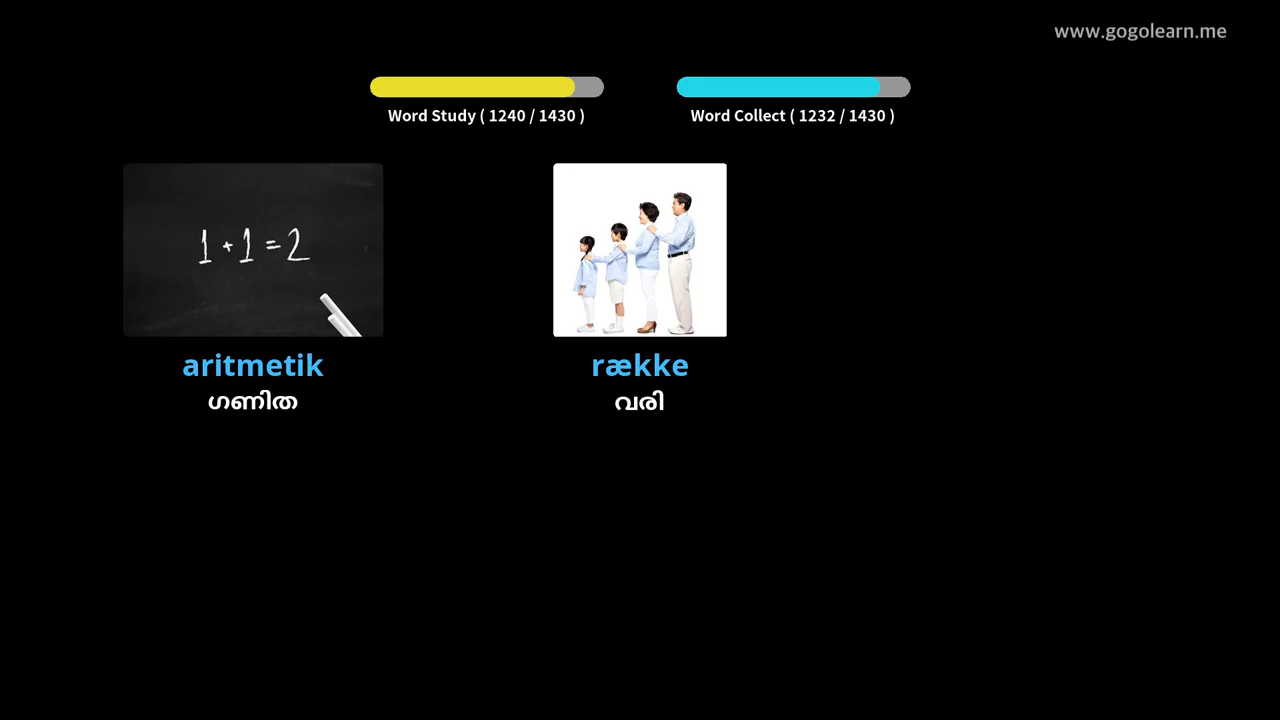 www.gogolearn.me
Word Study ( 1240 / 1430 )
Word Collect ( 1232 / 1430 )
1 + 1 = 2
aritmetik
ഗണിത
række
വരി